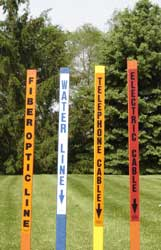 FIBER OPTIC LINE
WATER LINE
TELEPHONE CABLE
ELECTRIC CABLE